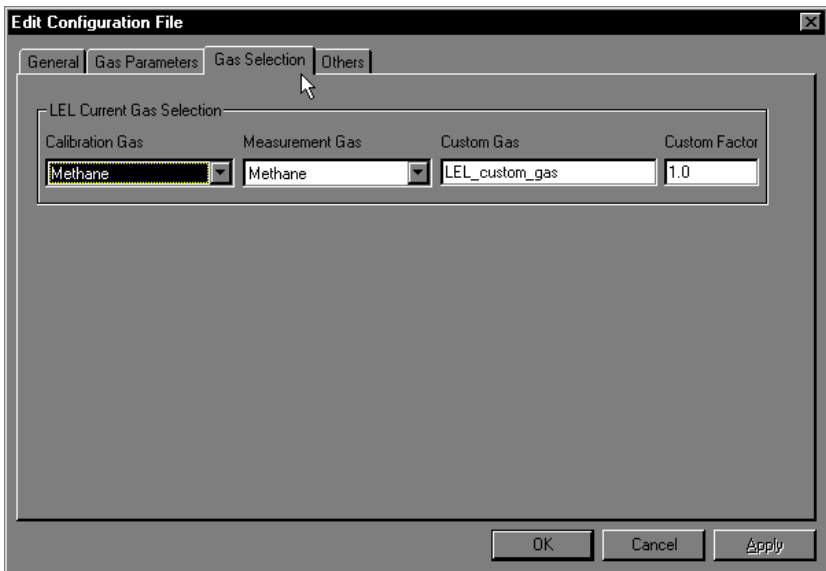 Edit Configuration File
General Gas Parameters Gas Selection Others
LEL Current Gas Selection
Calibration Gas Measurement Gas Custom Gas Custom Factor
Methane Methane LEL_custom_gas 1.0
OK Cancel Apply